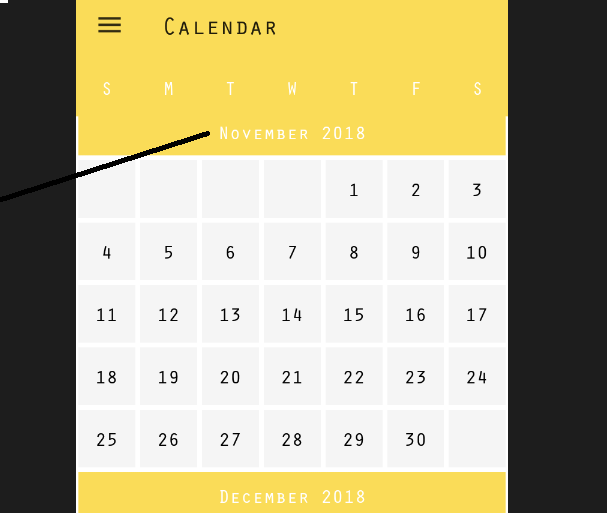 Calendar
S M T W T F S
November 2018
1 2 3
4 5 6 7 8 9 10
11 12 13 14 15 16 17
18 19 20 21 22 23 24
25 26 27 28 29 30
December 2018